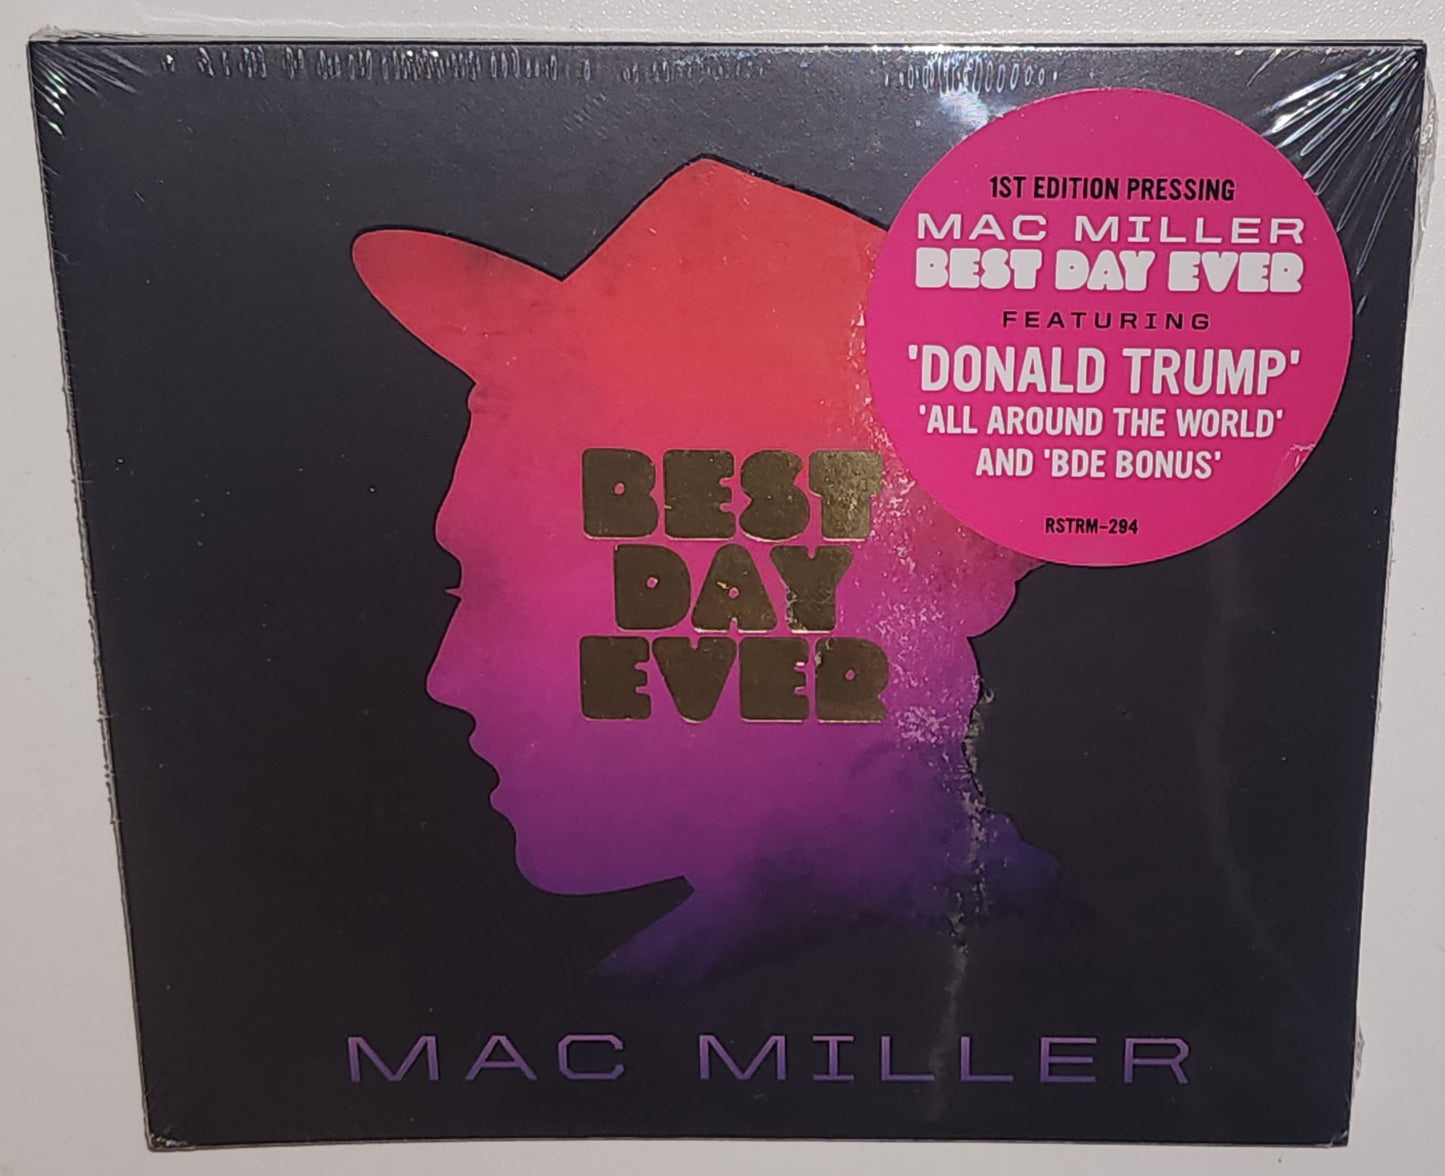 1ST EDITION PRESSING
MAC MILLER
BEST DAY EVER
FEATURING
'DONALD TRUMP'
'ALL AROUND THE WORLD'
AND 'BDE BONUS'
RSTRM-294
BEST
DAY
EVER
MAC MILLER